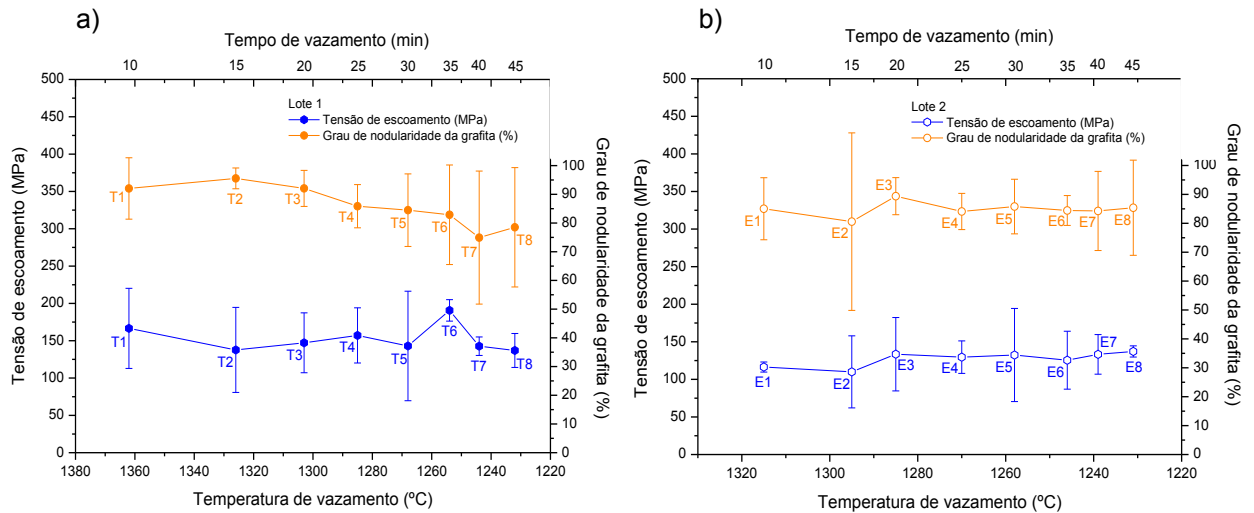 a)
Tempo de vazamento (min)
10 15 20 25 30 35 40 45
500
450
400
350
300
250
200
150
100
50
0
Tensão de escoamento (MPa)
Lote 1
Tensão de escoamento (MPa)
Grau de nodularidade da grafita (%)
T1 T2 T3 T4 T5 T6 T7 T8
T1 T2 T3 T4 T5 T6 T7 T8
100
90
80
70
60
50
40
30
20
10
0
Grau de nodularidade da grafita (%)
1380 1360 1340 1320 1300 1280 1260 1240 1220
Temperatura de vazamento (ºC)
b)
Tempo de vazamento (min)
10 15 20 25 30 35 40 45
500
450
400
350
300
250
200
150
100
50
0
Tensão de escoamento (MPa)
Lote 2
Tensão de escoamento (MPa)
Grau de nodularidade da grafita (%)
E1 E2 E3 E4 E5 E6 E7 E8
E1 E2 E3 E4 E5 E6 E7 E8
100
90
80
70
60
50
40
30
20
10
0
Grau de nodularidade da grafita (%)
1320 1300 1280 1260 1240 1220
Temperatura de vazamento (ºC)